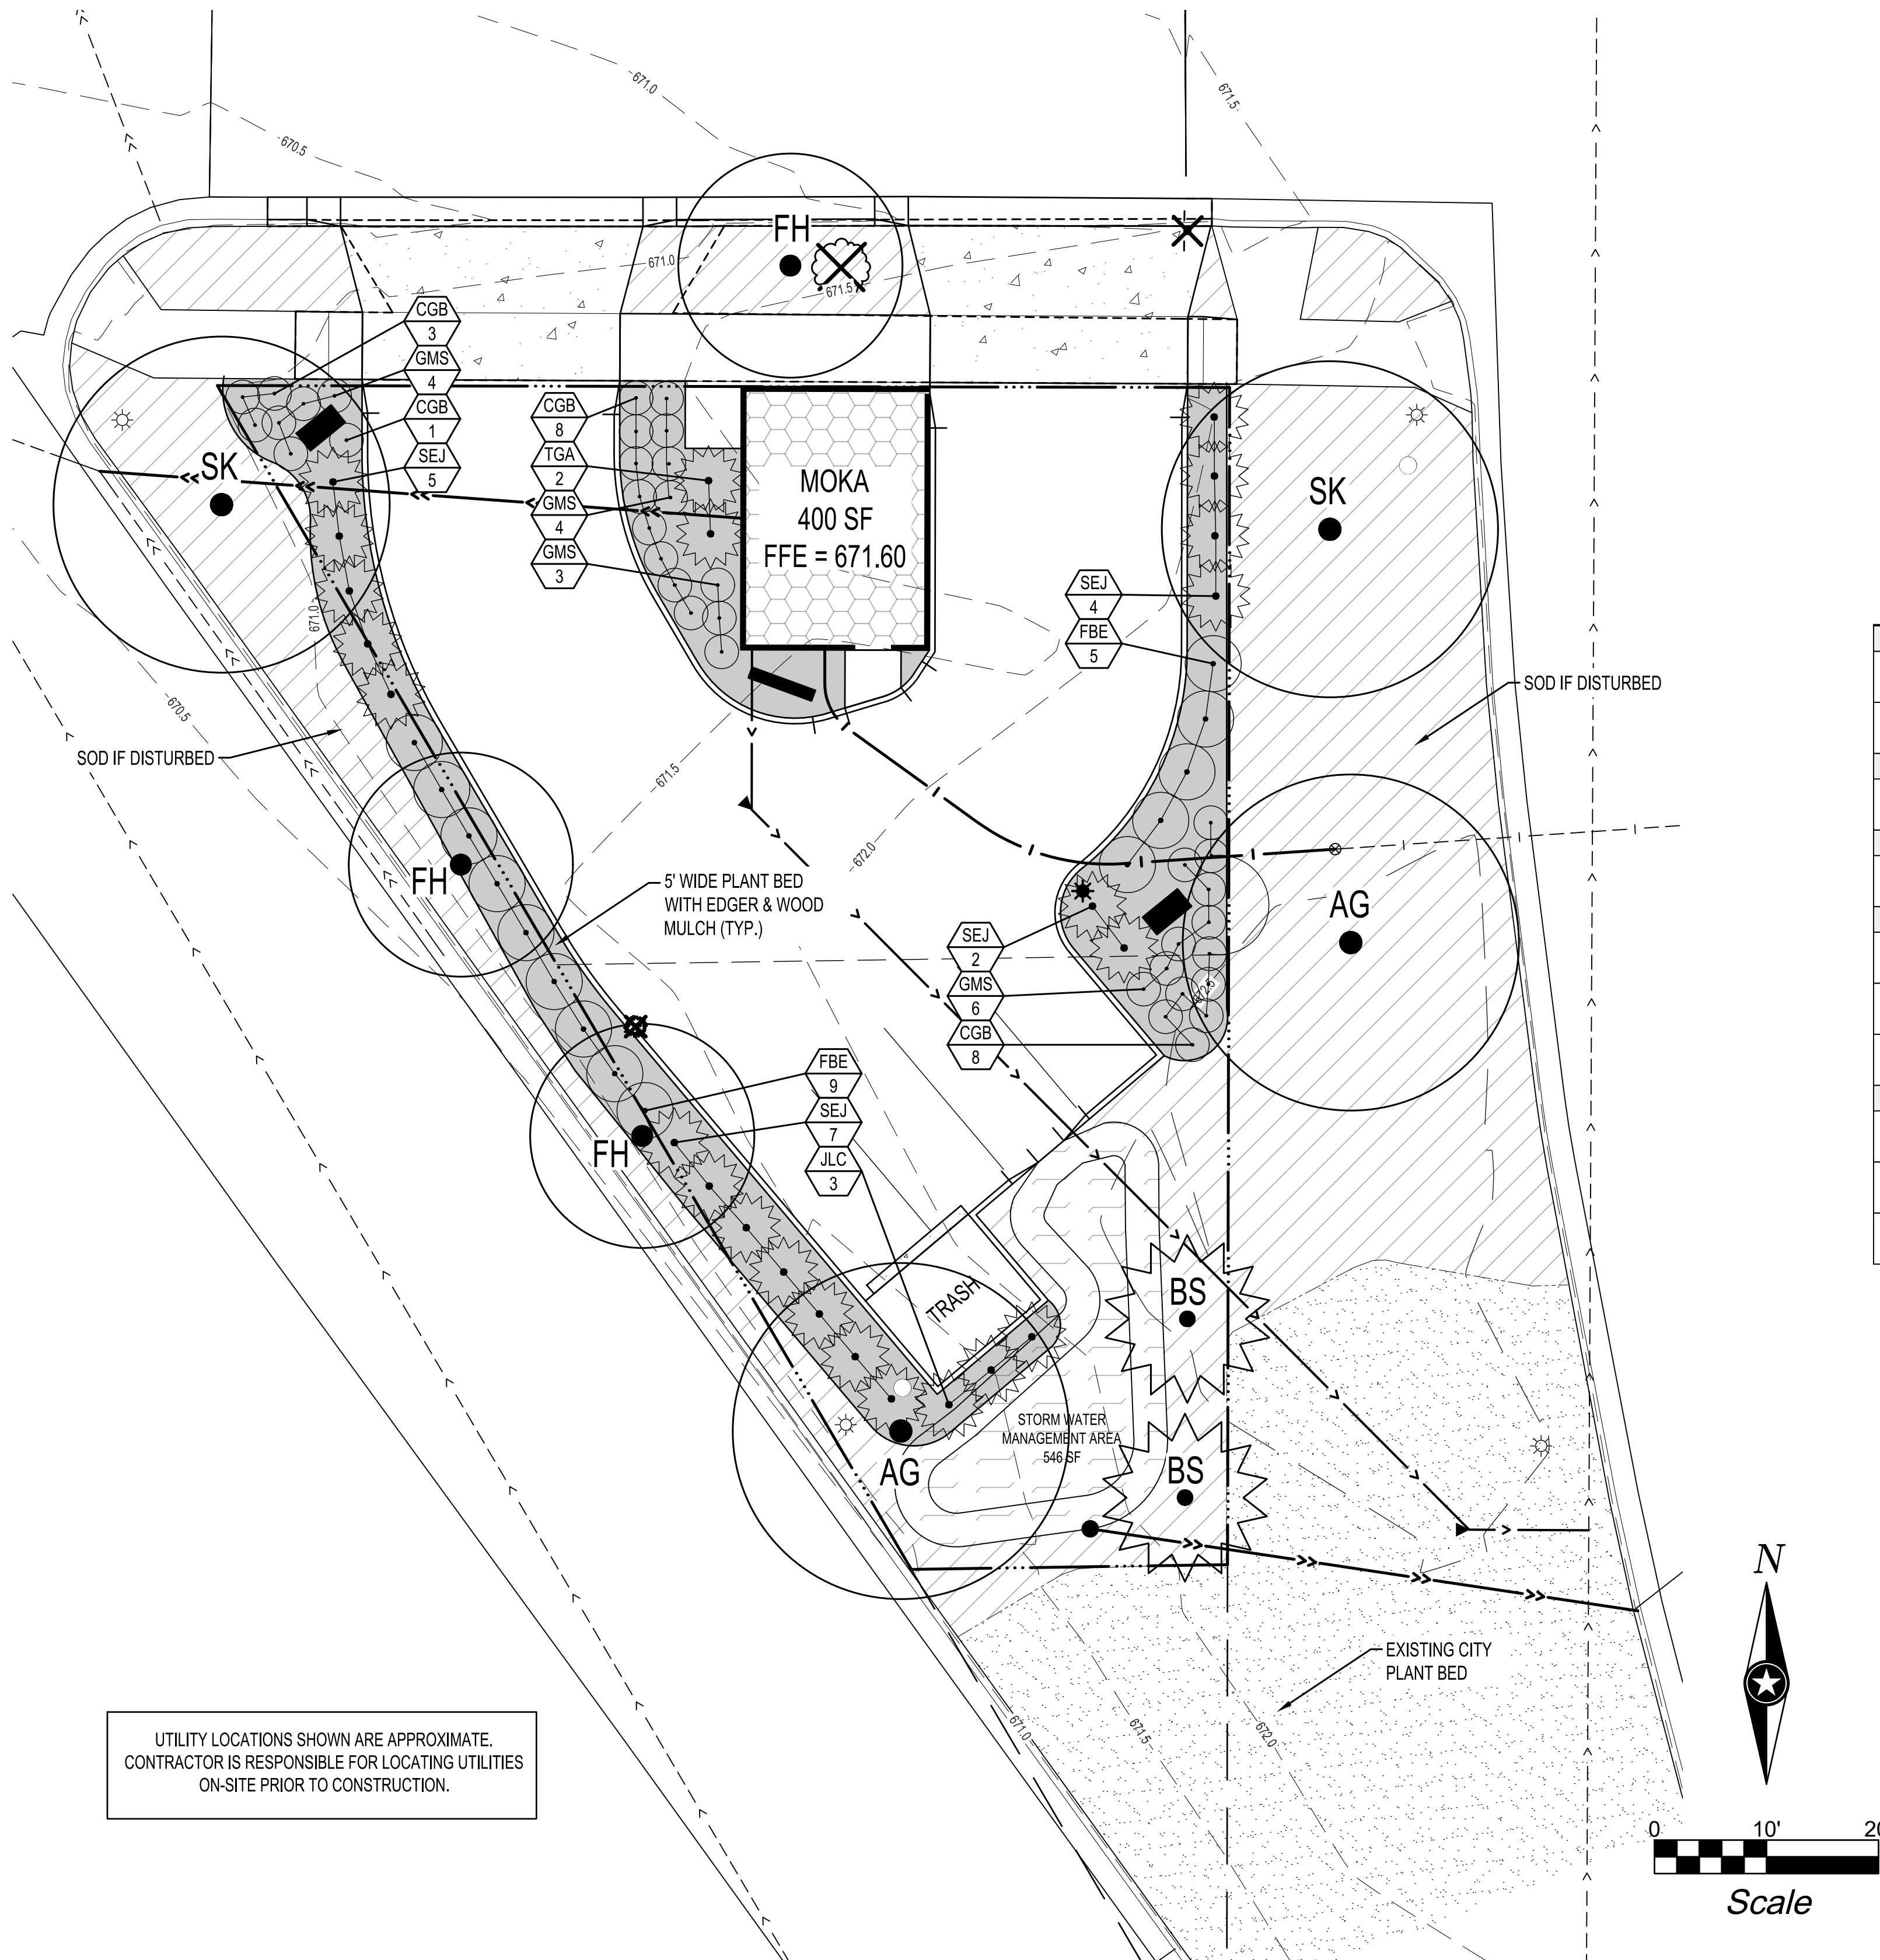 671.0
671.5
670.5
FH
671.0
671.5
CGB
3
GMS
4
CGB
1
SEJ
5
CGB
8
TGA
2
GMS
4
GMS
3
MOKA
400 SF
FFE = 671.60
SK
SK
SEJ
4
FBE
5
671.0
670.5
SOD IF DISTURBED
SOD IF DISTURBED
671.5
672.0
FH
5' WIDE PLANT BED
WITH EDGER & WOOD
MULCH (TYP.)
AG
SEJ
2
GMS
6
CGB
8
672.5
FBE
9
SEJ
7
JLC
3
FH
TRASH
BS
STORM WATER
MANAGEMENT AREA
546 SF
AG
BS
N
EXISTING CITY
PLANT BED
671.0
671.5
672.0
UTILITY LOCATIONS SHOWN ARE APPROXIMATE.
CONTRACTOR IS RESPONSIBLE FOR LOCATING UTILITIES
ON-SITE PRIOR TO CONSTRUCTION.
0 10' 20
Scale